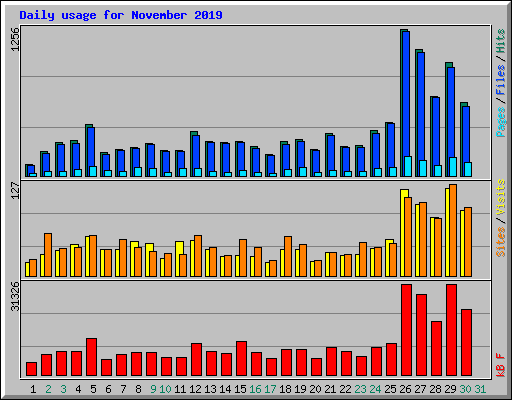 Daily usage for November 2019
1256
Pages / Files / Hits
127
Sites / Visits
31326
kB F
1 2 3 4 5 6 7 8 9 10 11 12 13 14 15 16 17 18 19 20 21 22 23 24 25 26 27 28 29 30 31